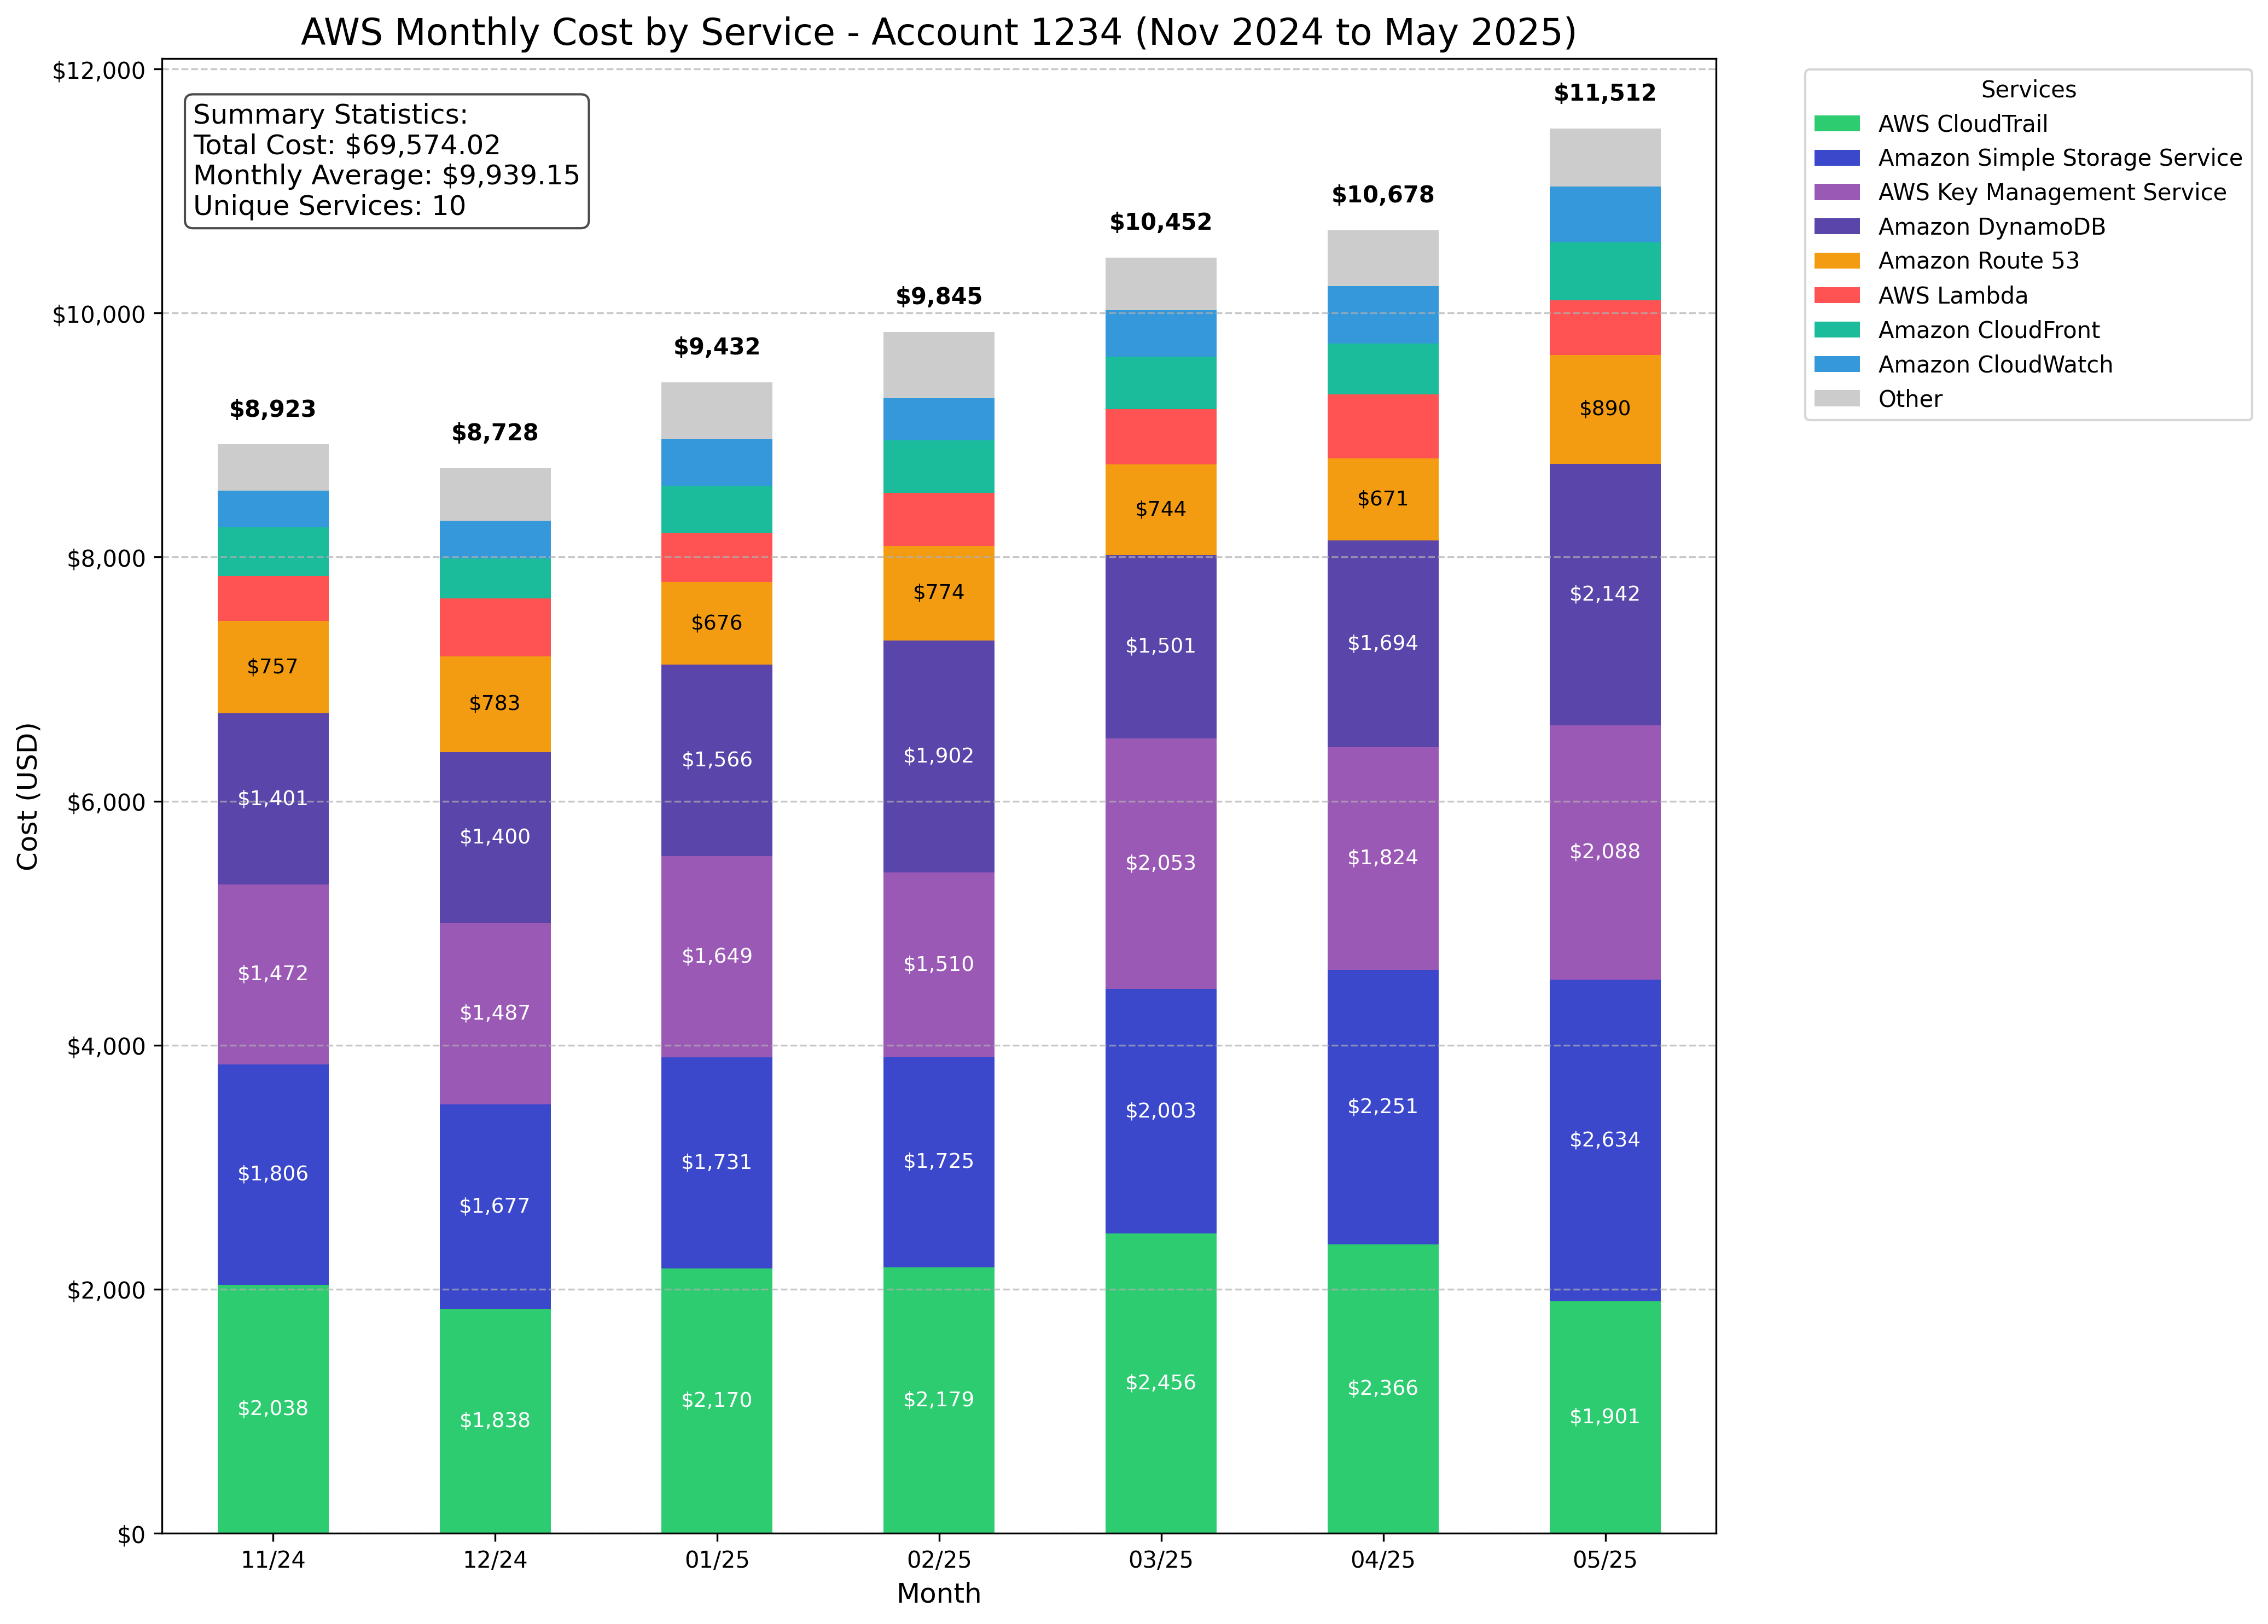 AWS Monthly Cost by Service - Account 1234 (Nov 2024 to May 2025)
Summary Statistics:
Total Cost: $69,574.02
Monthly Average: $9,939.15
Unique Services: 10
Services
AWS CloudTrail
Amazon Simple Storage Service
AWS Key Management Service
Amazon DynamoDB
Amazon Route 53
AWS Lambda
Amazon CloudFront
Amazon CloudWatch
Other
Cost (USD)
$12,000
$10,000
$8,000
$6,000
$4,000
$2,000
$0
$8,923
$757
$1,401
$1,472
$1,806
$2,038
$8,728
$783
$1,400
$1,487
$1,677
$1,838
$9,432
$676
$1,566
$1,649
$1,731
$2,170
$9,845
$774
$1,902
$1,510
$1,725
$2,179
$10,452
$744
$1,501
$2,053
$2,003
$2,456
$10,678
$671
$1,694
$1,824
$2,251
$2,366
$11,512
$890
$2,142
$2,088
$2,634
$1,901
11/24 12/24 01/25 02/25 03/25 04/25 05/25
Month